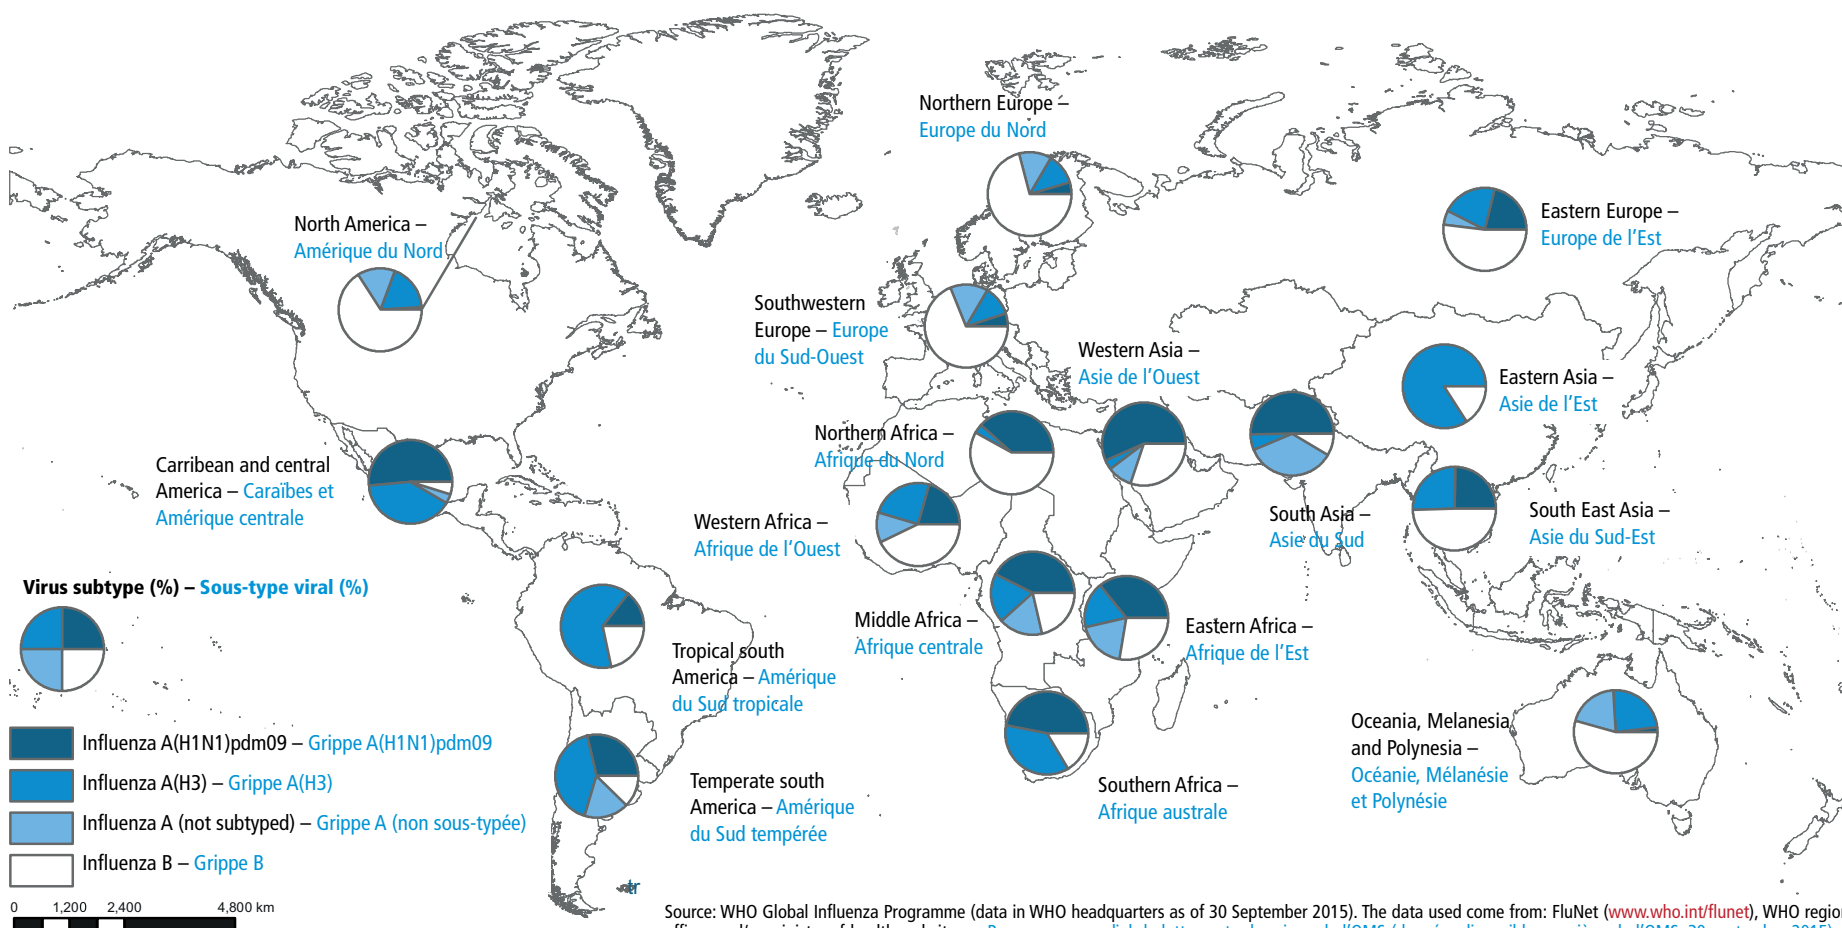 Northern Europe –
Europe du Nord
North America –
Amérique du Nord
Eastern Europe –
Europe de l’Est
Southwestern
Europe – Europe
du Sud-Ouest
Western Asia –
Asie de l’Ouest
Eastern Asia –
Asie de l’Est
Northern Africa –
Afrique du Nord
Carribean and central
America – Caraïbes et
Amérique centrale
Western Africa –
Afrique de l’Ouest
South Asia –
Asie du Sud
South East Asia –
Asie du Sud-Est
Virus subtype (%) – Sous-type viral (%)
Middle Africa –
Afrique centrale
Eastern Africa –
Afrique de l’Est
Tropical south
America – Amérique
du Sud tropicale
Oceania, Melanesia
and Polynesia –
Océanie, Mélanésie
et Polynésie
Influenza A(H1N1)pdm09 – Grippe A(H1N1)pdm09
Influenza A(H3) – Grippe A(H3)
Influenza A (not subtyped) – Grippe A (non sous-typée)
Influenza B – Grippe B
Temperate south
America – Amérique
du Sud tempérée
Southern Africa –
Afrique australe
tr
0 1,200 2,400 4,800 km
Source: WHO Global Influenza Programme (data in WHO headquarters as of 30 September 2015). The data used come from: FluNet (www.who.int/flunet), WHO region